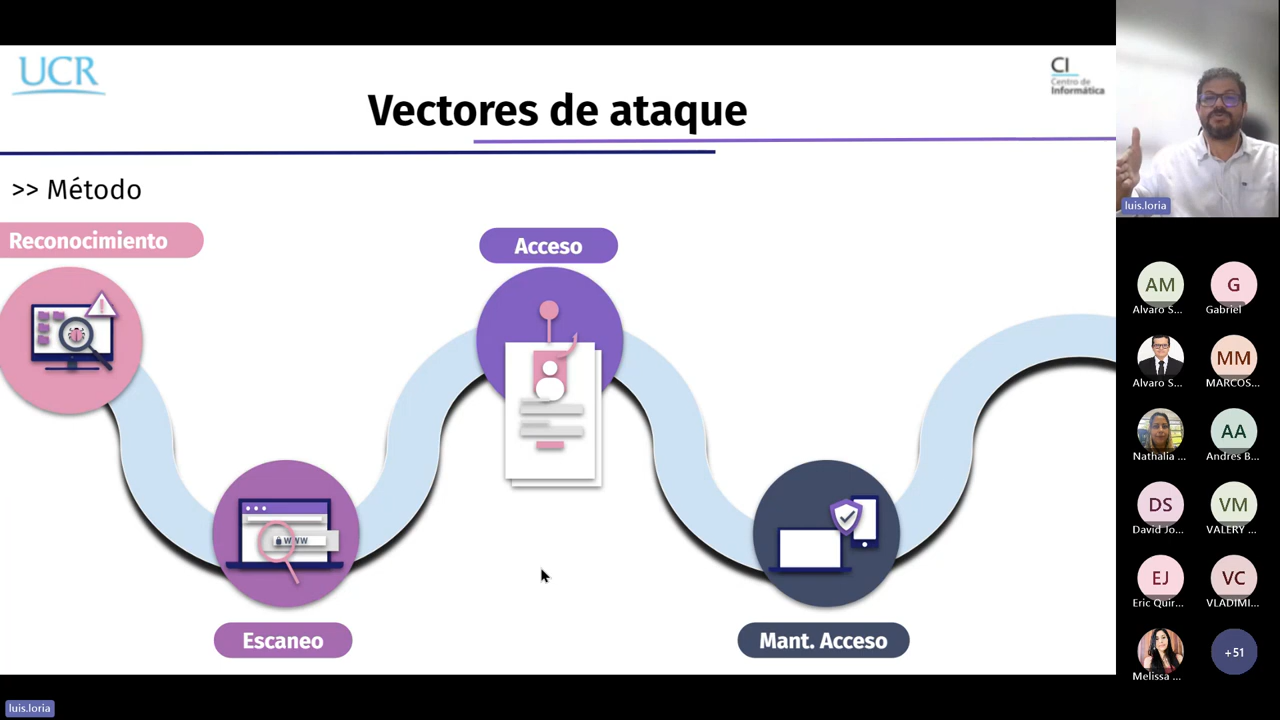 UCR
CI
Centro de
Informática
Vectores de ataque
>> Método
Reconocimiento
Acceso
www
Escaneo
Mant. Acceso
luis.loria
AM
Alvaro S...
G
Gabriel
Alvaro S...
MM
MARCOS...
Nathalia ...
AA
Andres B...
DS
David Jo...
VM
VALERY ...
EJ
Eric Quir...
VC
VLADIMI...
Melissa ...
+51
luis.loria